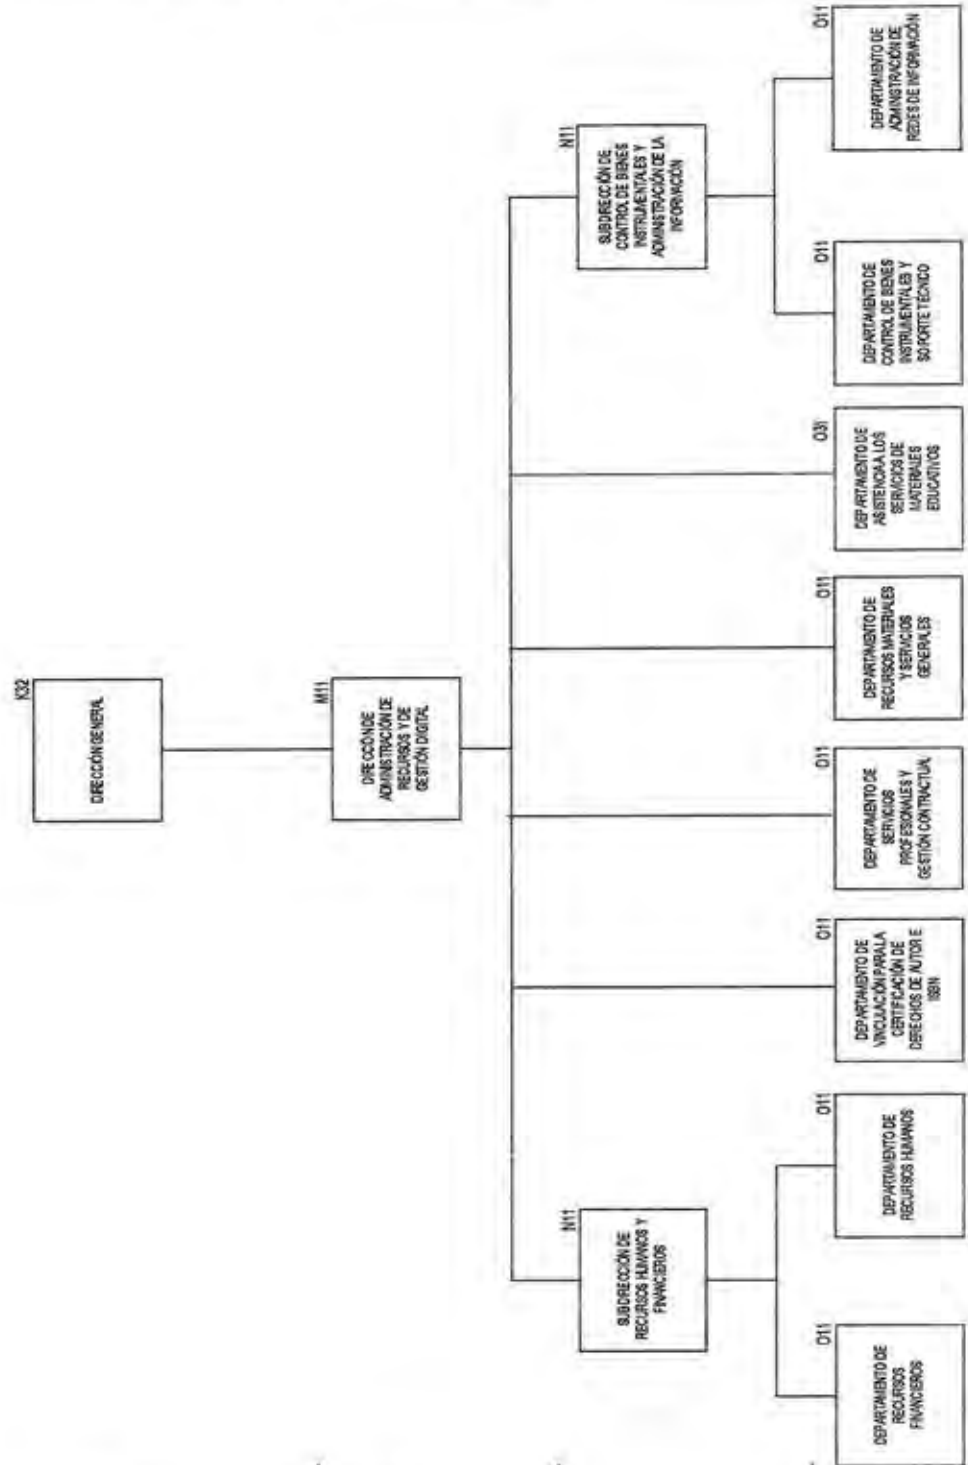 K32
DIRECCIÓN GENERAL
M11
DIRECCIÓN DE
ADMINISTRACIÓN DE
RECURSOS Y DE
GESTIÓN DIGITAL
N11
SUBDIRECCIÓN DE
RECURSOS HUMANOS Y
FINANCIEROS
N11
SUBDIRECCIÓN DE
CONTROL DE BIENES
INSTRUMENTALES Y
ADMINISTRACIÓN DE LA
INFORMACIÓN
O11
DEPARTAMENTO DE
RECURSOS
FINANCIEROS
O11
DEPARTAMENTO DE
RECURSOS HUMANOS
O11
DEPARTAMENTO DE
VINCULACIÓN PARA LA
CERTIFICACIÓN DE
DERECHOS DE AUTOR E
ISBN
O11
DEPARTAMENTO DE
SERVICIOS
PROFESIONALES Y
GESTIÓN CONTRACTUAL
O11
DEPARTAMENTO DE
RECURSOS MATERIALES
Y SERVICIOS
GENERALES
O31
DEPARTAMENTO DE
ASISTENCIA A LOS
SERVICIOS DE
MATERIALES
EDUCATIVOS
O11
DEPARTAMENTO DE
CONTROL DE BIENES
INSTRUMENTALES Y
SOPORTE TÉCNICO
O11
DEPARTAMENTO DE
ADMINISTRACIÓN DE
REDES DE INFORMACIÓN